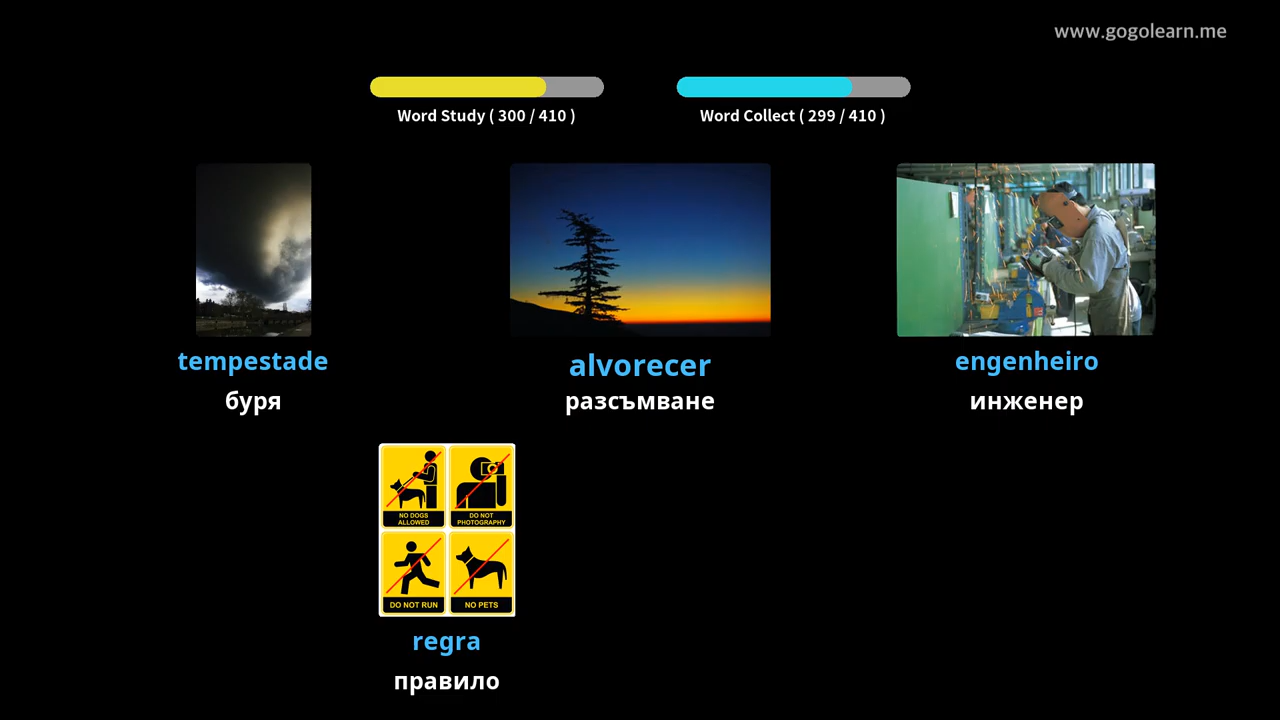 www.gogolearn.me
Word Study ( 300 / 410 )
Word Collect ( 299 / 410 )
tempestade
буря
alvorecer
разсъмване
engenheiro
инженер
NO DOGS
ALLOWED
DO NOT
PHOTOGRAPHY
DO NOT RUN
NO PETS
regra
правило